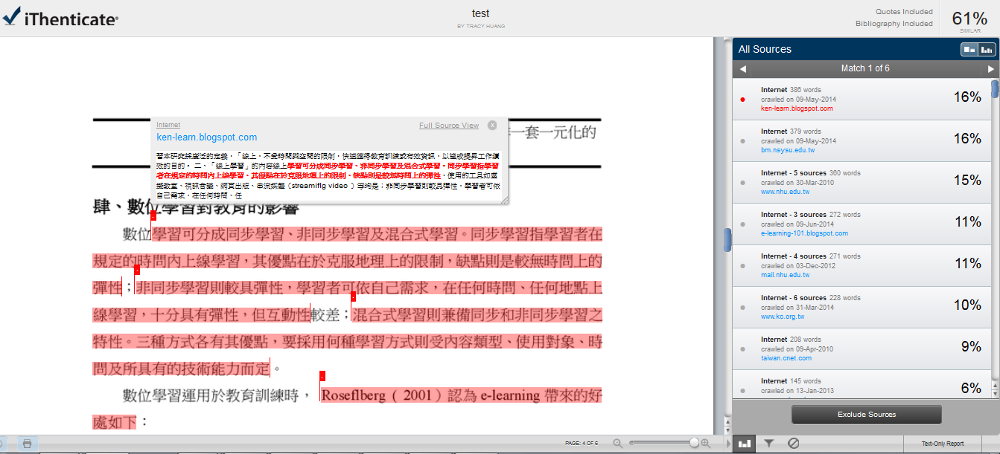 iThenticate®
test
BY TRACY HUANG
Quotes Included
Bibliography Included
61%
SIMILAR
一套一元化的
Internet
Full Source View
ken-learn.blogspot.com
習本研究採廣泛的定義,「線上,不受時間與空間的限制,快速獲得教育訓練或有效資訊,以達成提昇工作績
效的目的。 二、「線上學習」的內容線上學習可分成同步學習、非同步學習及混合式學習。同步學習指學習
者在規定的時間內上線學習,其優點在於克服地理上的限制,缺點則是較無時間上的彈性,使用的工具如虛
擬教室、視訊會議、網頁出版、串流媒體(streamiflg video )等均是;非同步學習則較具彈性,學習者可依
自己需求,在任何時間、任
肆、數位學習對教育的影響
數位學習可分成同步學習、非同步學習及混合式學習。同步學習指學習者在
規定的時間內上線學習,其優點在於克服地理上的限制,缺點則是較無時間上的
彈性;非同步學習則較具彈性,學習者可依自己需求,在任何時間、任何地點上
線學習,十分具有彈性,但互動性較差;混合式學習則兼備同步和非同步學習之
特性。三種方式各有其優點,要採用何種學習方式則受內容類型、使用對象、時
間及所具有的技術能力而定。
數位學習運用於教育訓練時, Roseflberg ( 2001) 認為 e-learning 帶來的好
處如下:
All Sources
Match 1 of 6
Internet 386 words
crawled on 09-May-2014
ken-learn.blogspot.com
16%
Internet 379 words
crawled on 09-May-2014
bm.nsysu.edu.tw
16%
Internet - 5 sources 360 words
crawled on 30-Mar-2010
www.nhu.edu.tw
15%
Internet - 3 sources 272 words
crawled on 09-Jun-2014
e-learning-101.blogspot.com
11%
Internet - 4 sources 271 words
crawled on 03-Dec-2012
mail.nhu.edu.tw
11%
Internet - 6 sources 228 words
crawled on 31-Mar-2014
www.kc.org.tw
10%
Internet 208 words
crawled on 09-Apr-2010
taiwan.cnet.com
9%
Internet 145 words
crawled on 13-Jan-2013
6%
Exclude Sources
PAGE: 4 OF 6
Text-Only Report